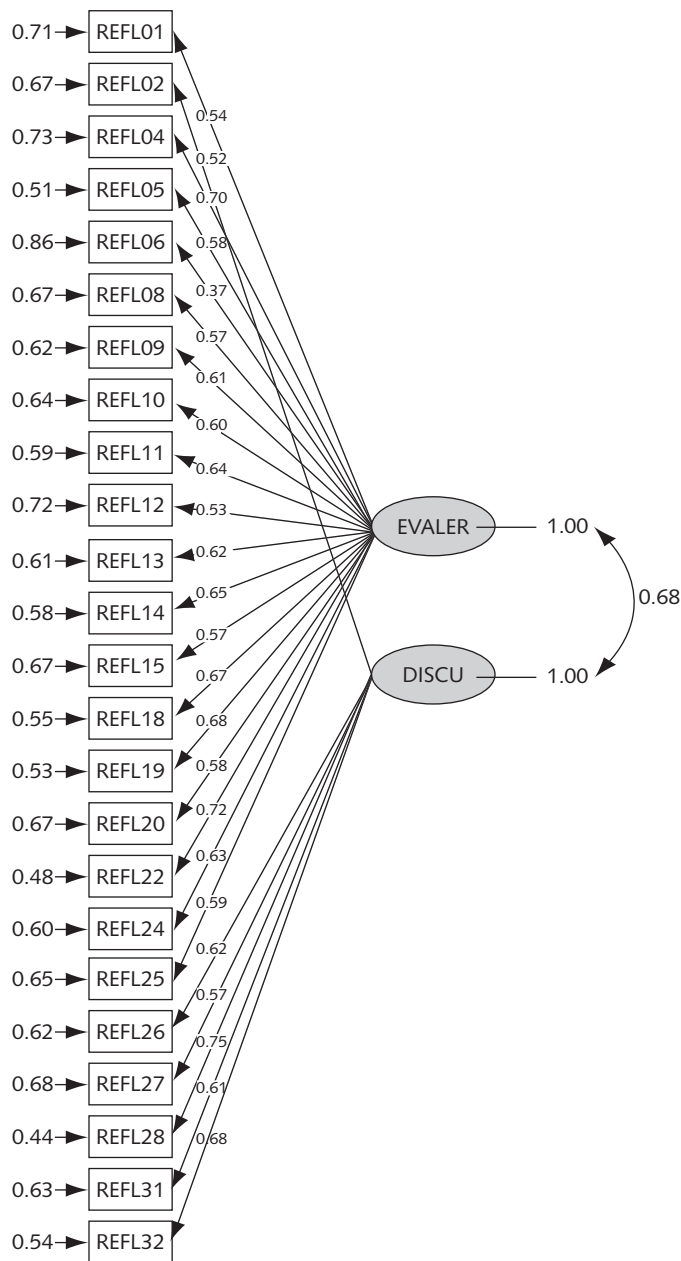 0.71 REFL01
0.67 REFL02
0.54
0.73 REFL04
0.52
0.51 REFL05
0.70
0.86 REFL06
0.58
0.67 REFL08
0.37
0.62 REFL09
0.57
0.64 REFL10
0.61
0.59 REFL11
0.60
0.72 REFL12
0.64
0.53
0.61 REFL13
0.62
0.58 REFL14
0.65
0.67 REFL15
0.57
0.55 REFL18
0.67
0.53 REFL19
0.68
0.67 REFL20
0.58
0.48 REFL22
0.72
0.60 REFL24
0.63
0.65 REFL25
0.59
0.62 REFL26
0.62
0.68 REFL27
0.57
0.44 REFL28
0.75
0.63 REFL31
0.61
0.54 REFL32
0.68
EVALER 1.00
0.68
DISCU 1.00